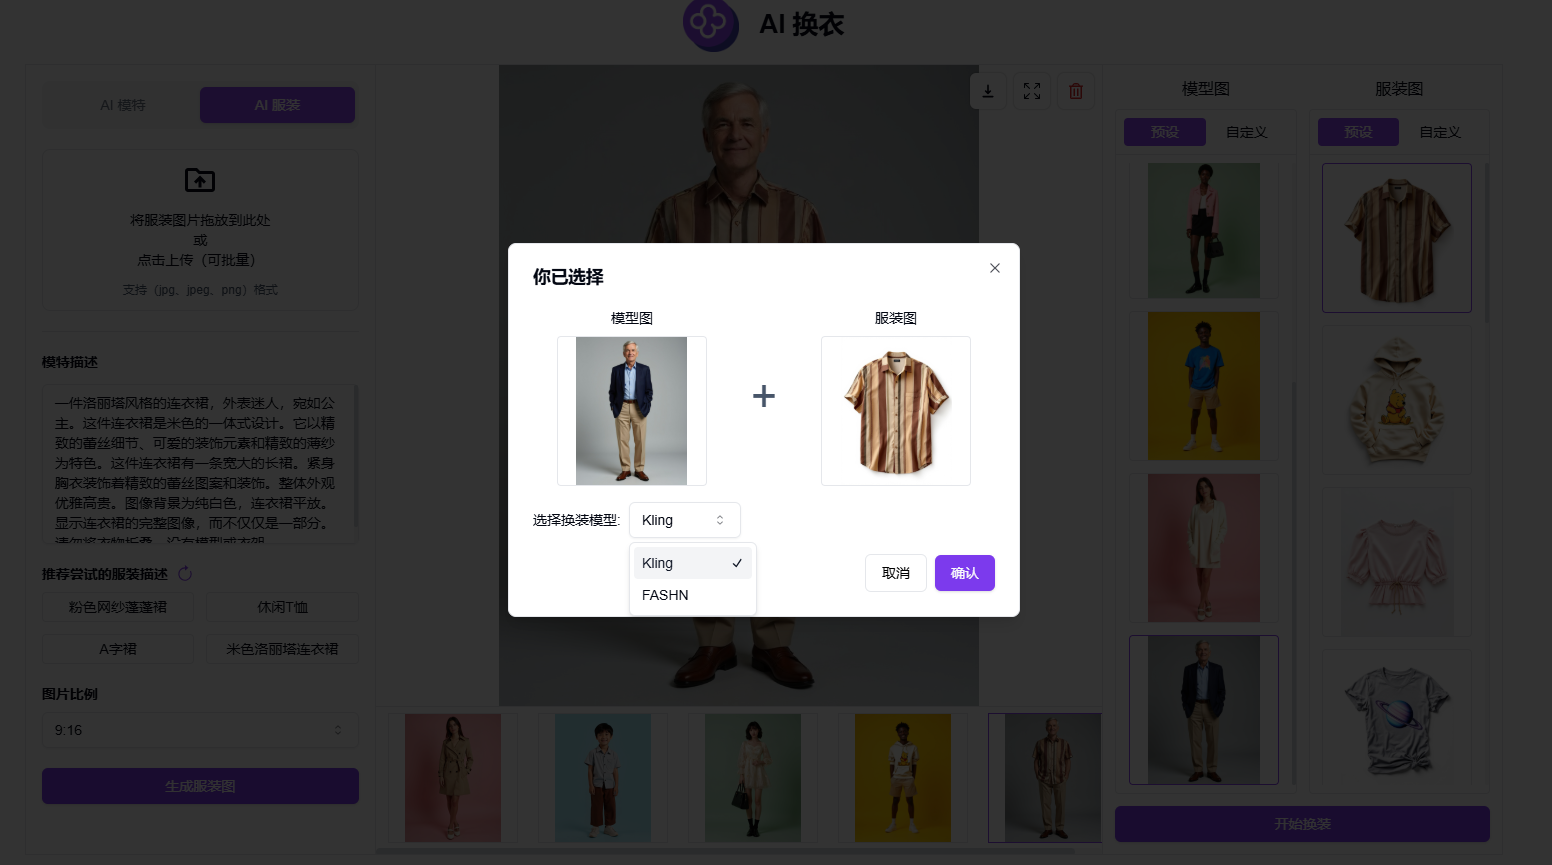 AI 换衣
AI 模特
AI 服装
将服装图片拖放到此处
或
点击上传（可批量）
支持（jpg、jpeg、png）格式
模特描述
一件洛丽塔风格的连衣裙，外表迷人，宛如公
主。这件连衣裙是米色的一体式设计。它以精
致的蕾丝细节、可爱的装饰元素和精致的薄纱
为特色。这件连衣裙有一条宽大的长裙。紧身
胸衣装饰着精致的蕾丝图案和装饰。整体外观
优雅高贵。图像背景为纯白色，连衣裙平放。
显示连衣裙的完整图像，而不仅仅是一部分。
请勿将衣物折叠，没有模型或衣架。
推荐尝试的服装描述
粉色网纱蓬蓬裙
休闲T恤
A字裙
米色洛丽塔连衣裙
图片比例
9:16
生成服装图
你已选择
模型图
服装图
选择换装模型:
Kling
Kling
FASHN
取消
确认
模型图
服装图
预设
自定义
预设
自定义
开始换装